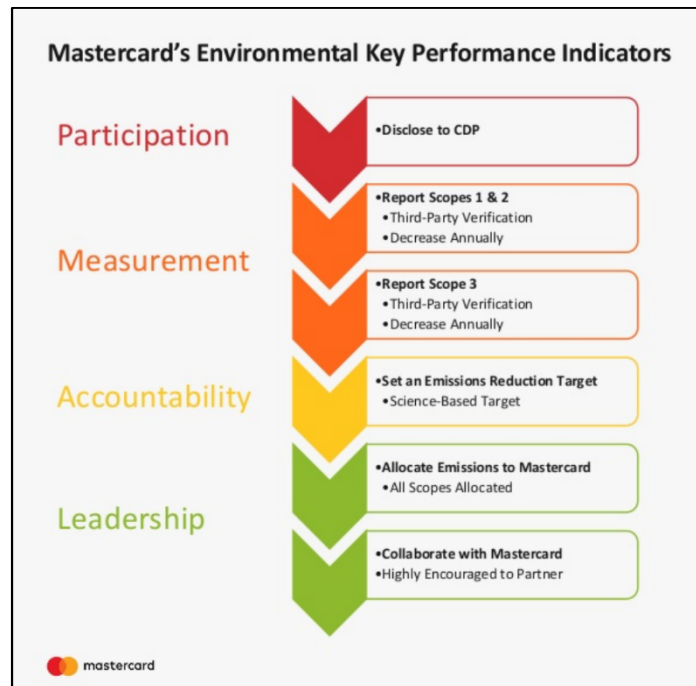 Mastercard's Environmental Key Performance Indicators
Participation
•Disclose to CDP
Measurement
•Report Scopes 1 & 2
•Third-Party Verification
•Decrease Annually
•Report Scope 3
•Third-Party Verification
•Decrease Annually
Accountability
•Set an Emissions Reduction Target
•Science-Based Target
Leadership
•Allocate Emissions to Mastercard
•All Scopes Allocated
•Collaborate with Mastercard
•Highly Encouraged to Partner
mastercard